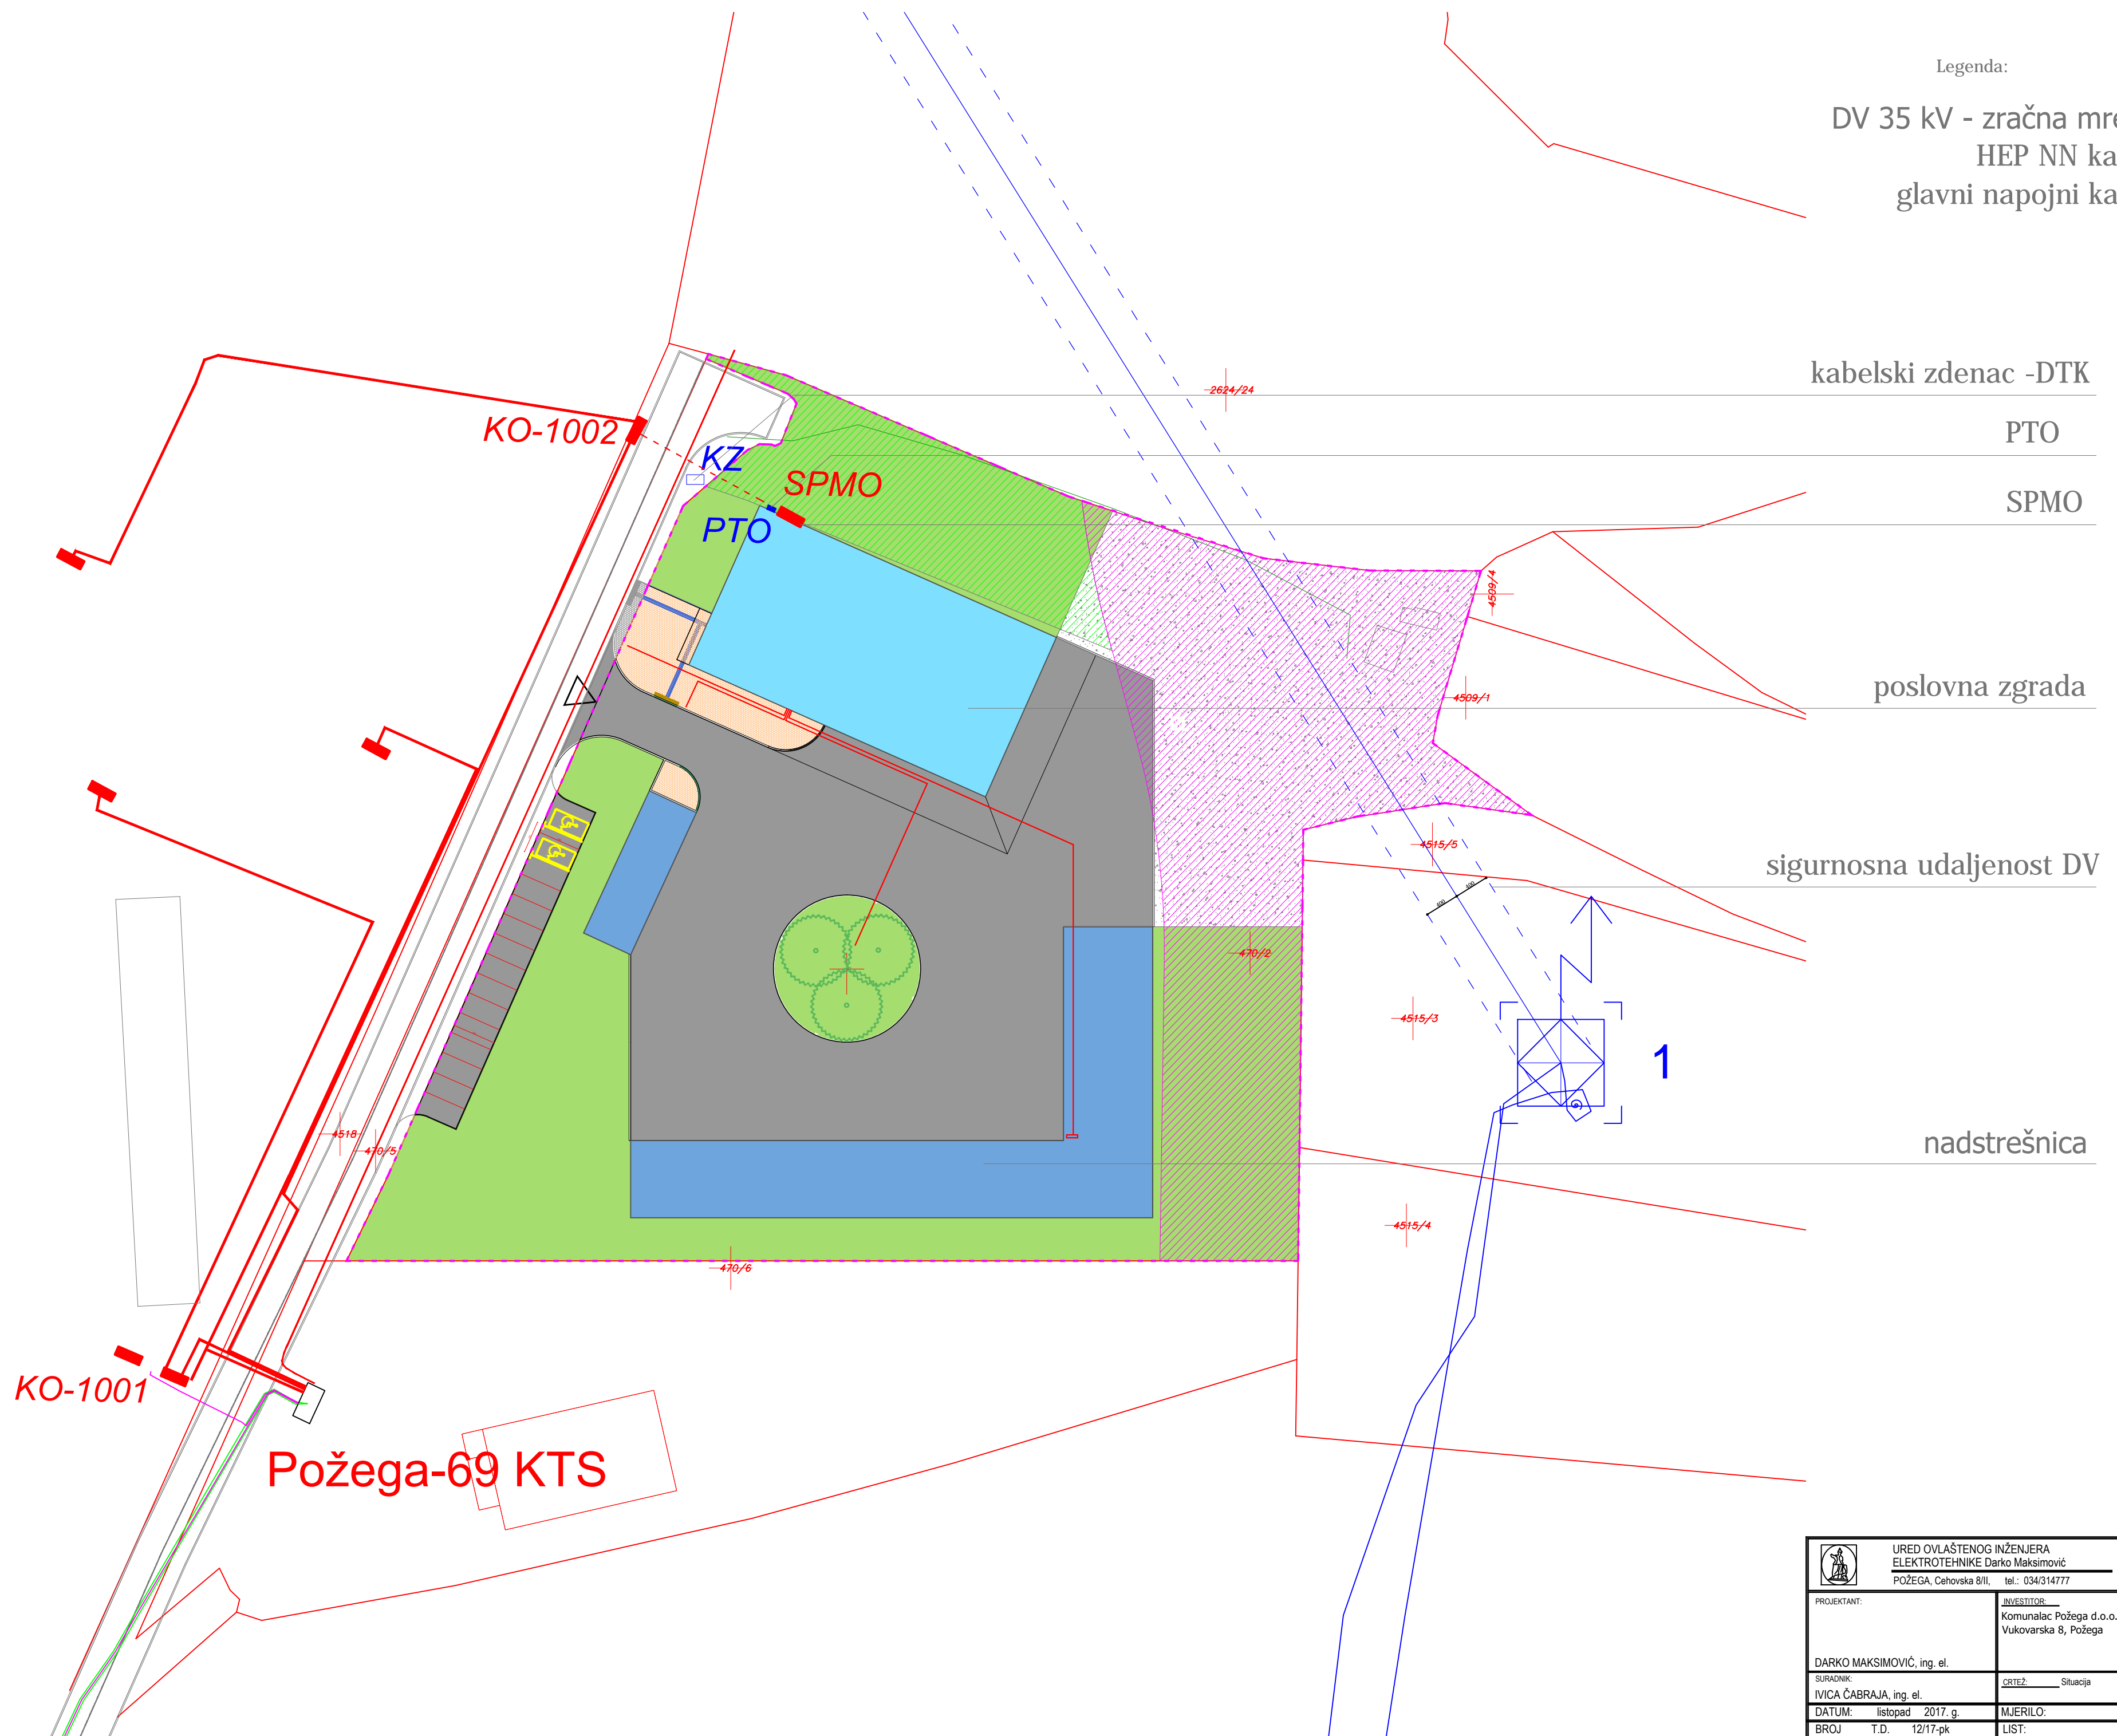 Legenda:
DV 35 kV - zračna
HEP NN
glavni napojni
2624/24
kabelski zdenac -DTK
KO-1002
PTO
KZ
SPMO
SPMO
PTO
4509/4
poslovna zgrada
4509/1
4515/5
sigurnosna udaljenost DV
400
400
470/2
4515/3
1
4518
470/5
nadstrešnica
4515/4
470/6
KO-1001
Požega-69 KTS
URED OVLAŠTENOG INŽENJERA
ELEKTROTEHNIKE Darko Maksimović
POŽEGA, Cehovska 8/II, tel.: 034/314777
PROJEKTANT:
INVESTITOR:
Komunalac Požega d.o.o.
Vukovarska 8, Požega
DARKO MAKSIMOVIĆ, ing. el.
SURADNIK:
CRTEŽ: Situacija
IVICA ČABRAJA, ing. el.
DATUM: listopad 2017. g.
MJERILO:
BROJ T.D. 12/17-pk
LIST: